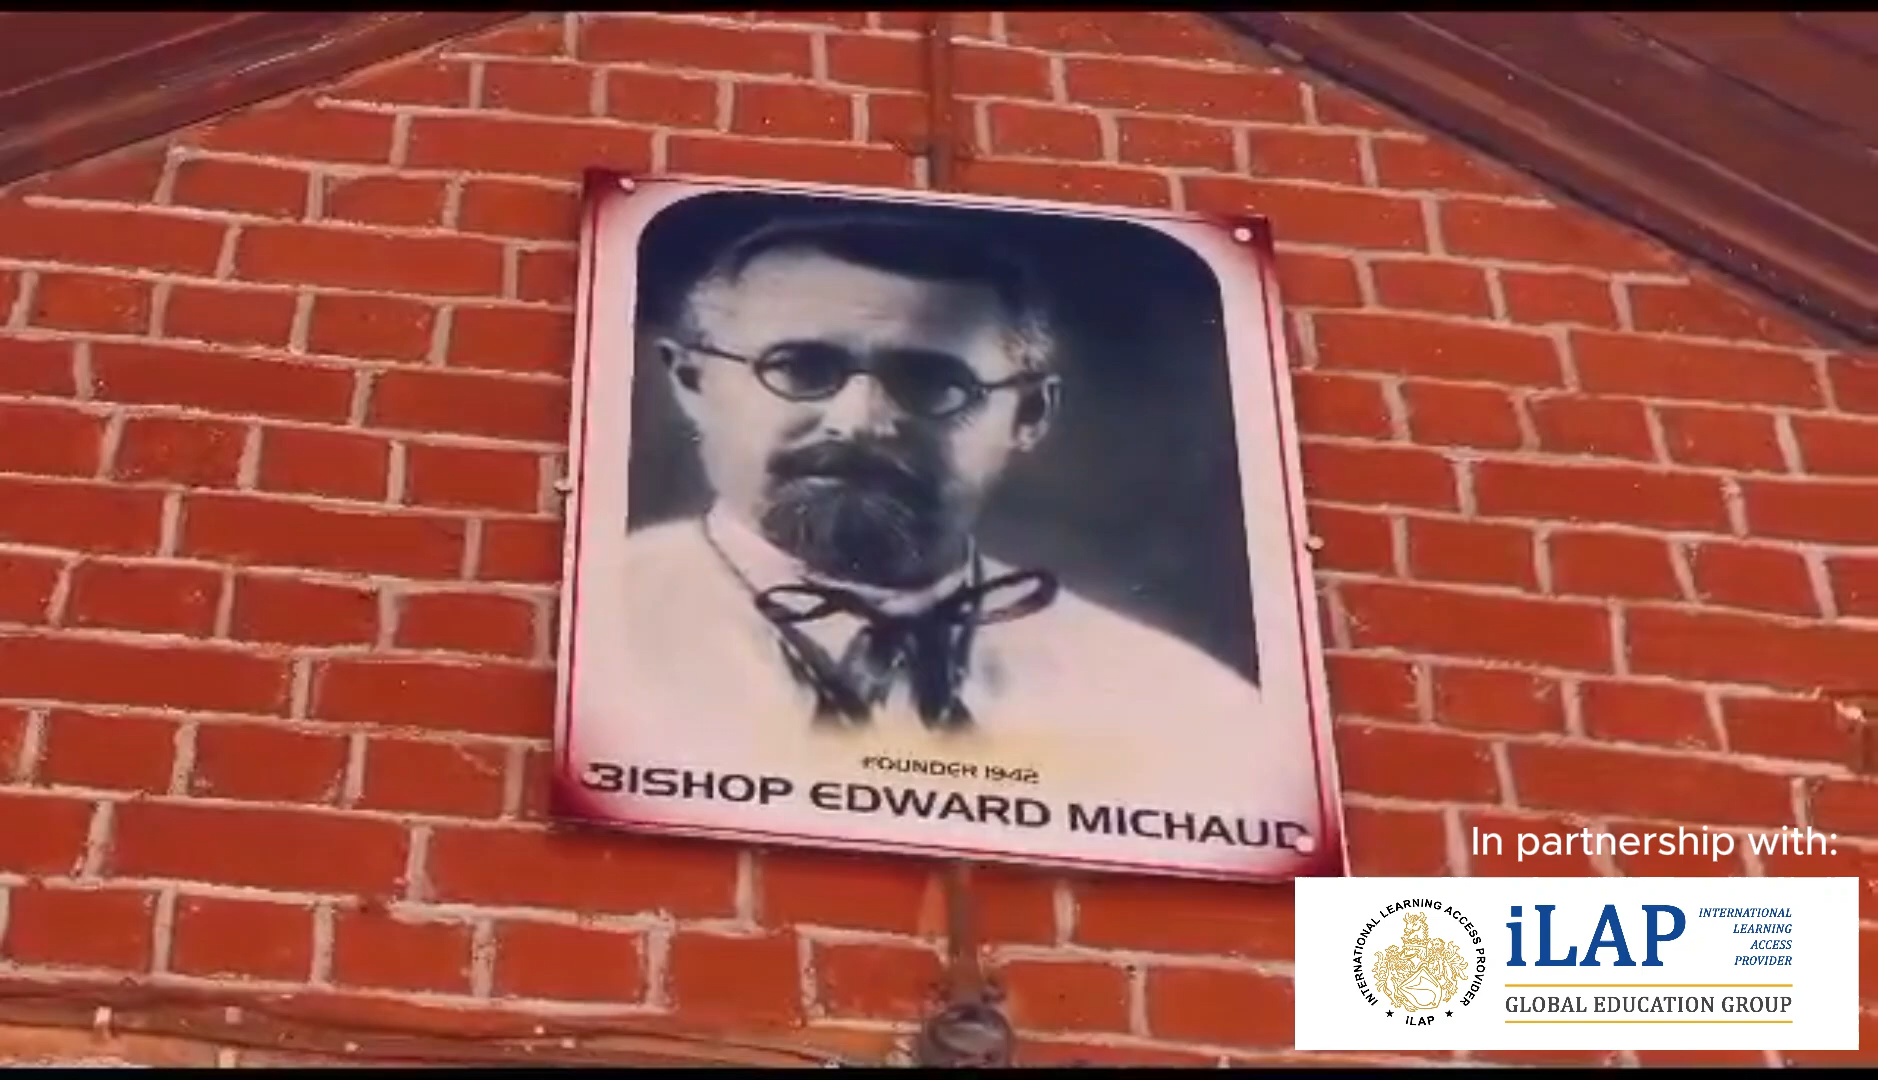 FOUNDER 1942
BISHOP EDWARD MICHAUD
In partnership with:
INTERNATIONAL LEARNING ACCESS PROVIDER
★ iLAP ★
iLAP
INTERNATIONAL
LEARNING
ACCESS
PROVIDER
GLOBAL EDUCATION GROUP